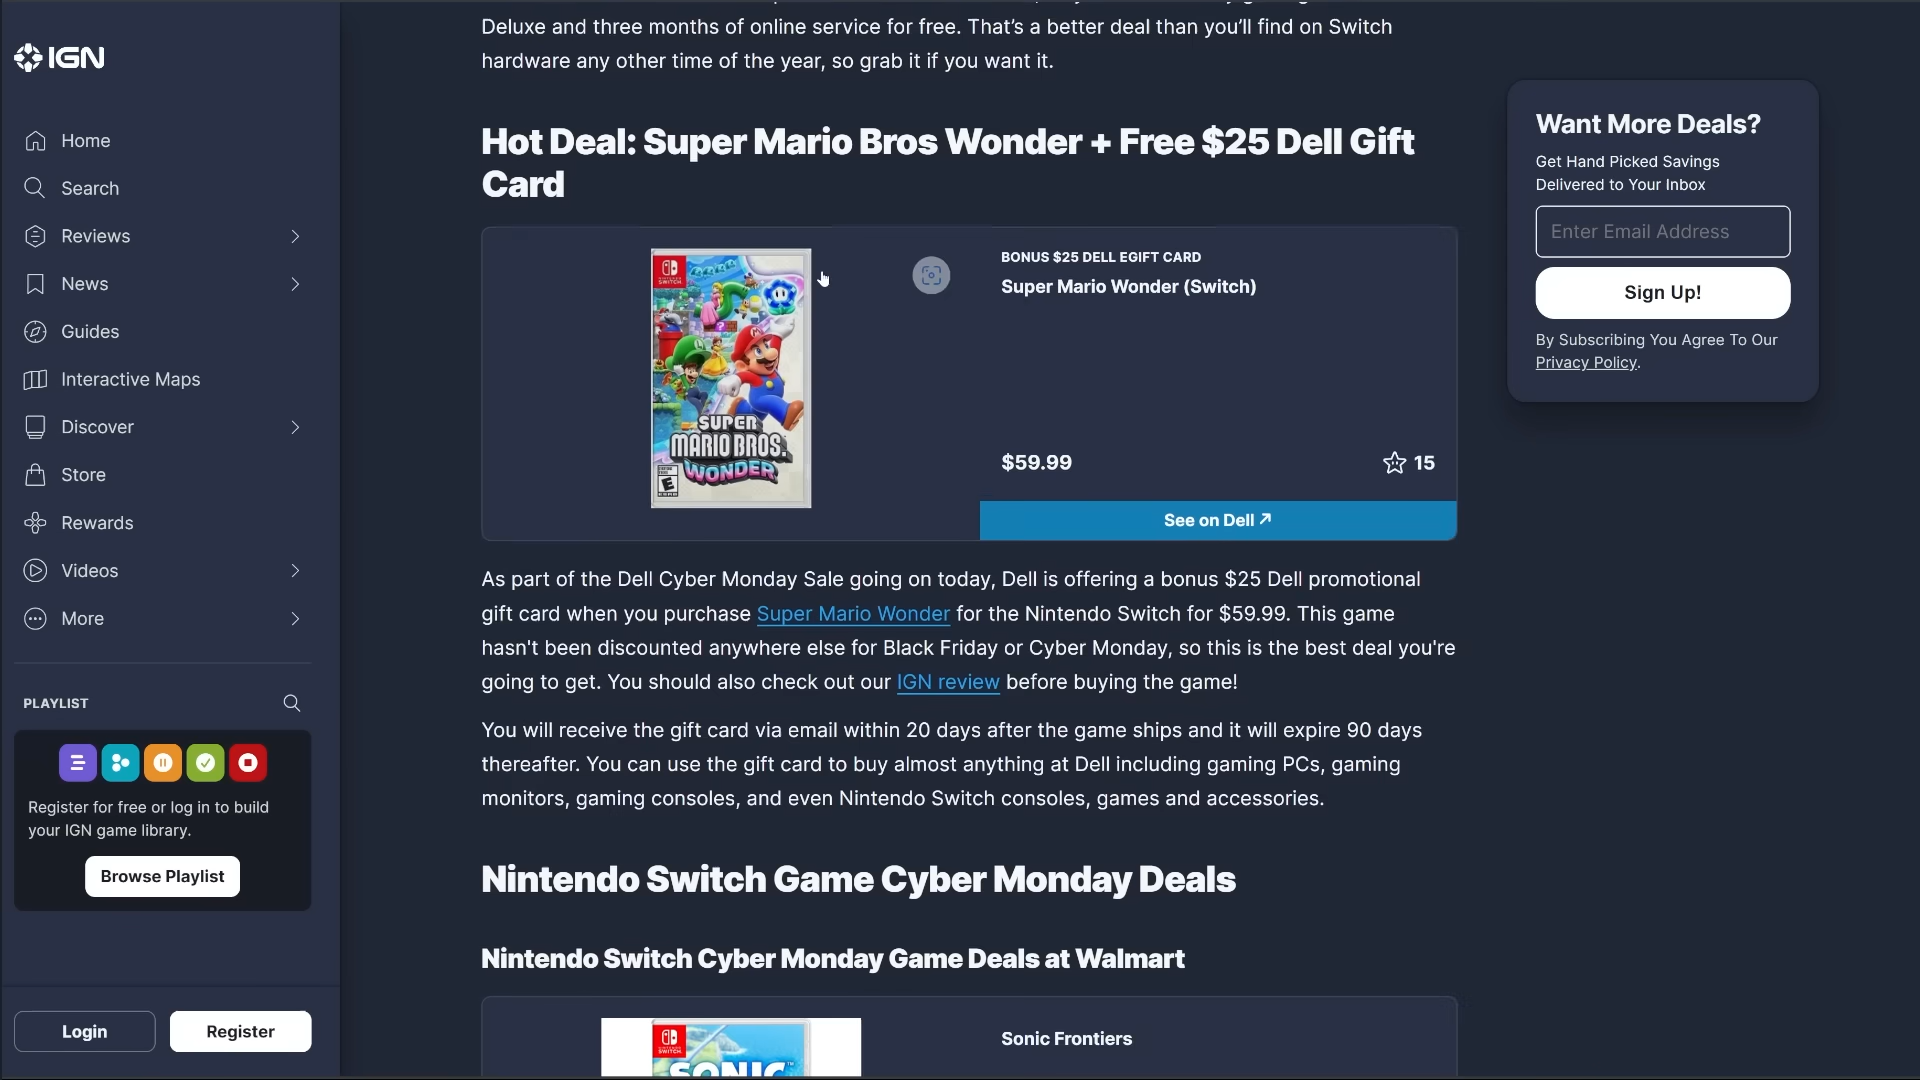 Deluxe and three months of online service for free. That's a better deal than you'll find on Switch
hardware any other time of the year, so grab it if you want it.
IGN
Home
Search
Reviews
News
Guides
Interactive Maps
Discover
Store
Rewards
Videos
More
PLAYLIST
Register for free or log in to build
your IGN game library.
Browse Playlist
Login
Register
Hot Deal: Super Mario Bros Wonder + Free $25 Dell Gift
Card
NINTENDO
SWITCH
SUPER
MARIO BROS.
WONDER
E
BONUS $25 DELL EGIFT CARD
Super Mario Wonder (Switch)
$59.99
15
See on Dell
As part of the Dell Cyber Monday Sale going on today, Dell is offering a bonus $25 Dell promotional
gift card when you purchase Super Mario Wonder for the Nintendo Switch for $59.99. This game
hasn't been discounted anywhere else for Black Friday or Cyber Monday, so this is the best deal you're
going to get. You should also check out our IGN review before buying the game!
You will receive the gift card via email within 20 days after the game ships and it will expire 90 days
thereafter. You can use the gift card to buy almost anything at Dell including gaming PCs, gaming
monitors, gaming consoles, and even Nintendo Switch consoles, games and accessories.
Nintendo Switch Game Cyber Monday Deals
Nintendo Switch Cyber Monday Game Deals at Walmart
NINTENDO
SWITCH
SONIC
Sonic Frontiers
Want More Deals?
Get Hand Picked Savings
Delivered to Your Inbox
Enter Email Address
Sign Up!
By Subscribing You Agree To Our
Privacy Policy.